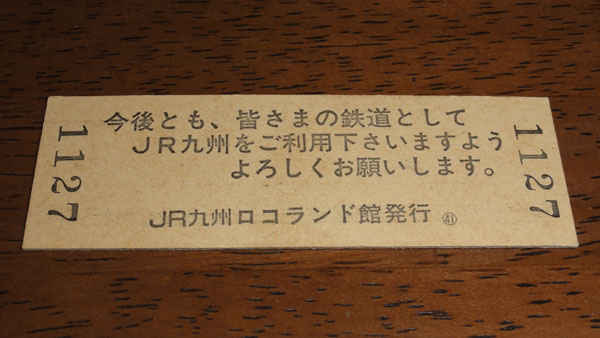 今後とも、皆さまの鉄道として
JR九州をご利用下さいますよう
よろしくお願いします。
JR九州ロコランド館発行 ㊶
1127
1127